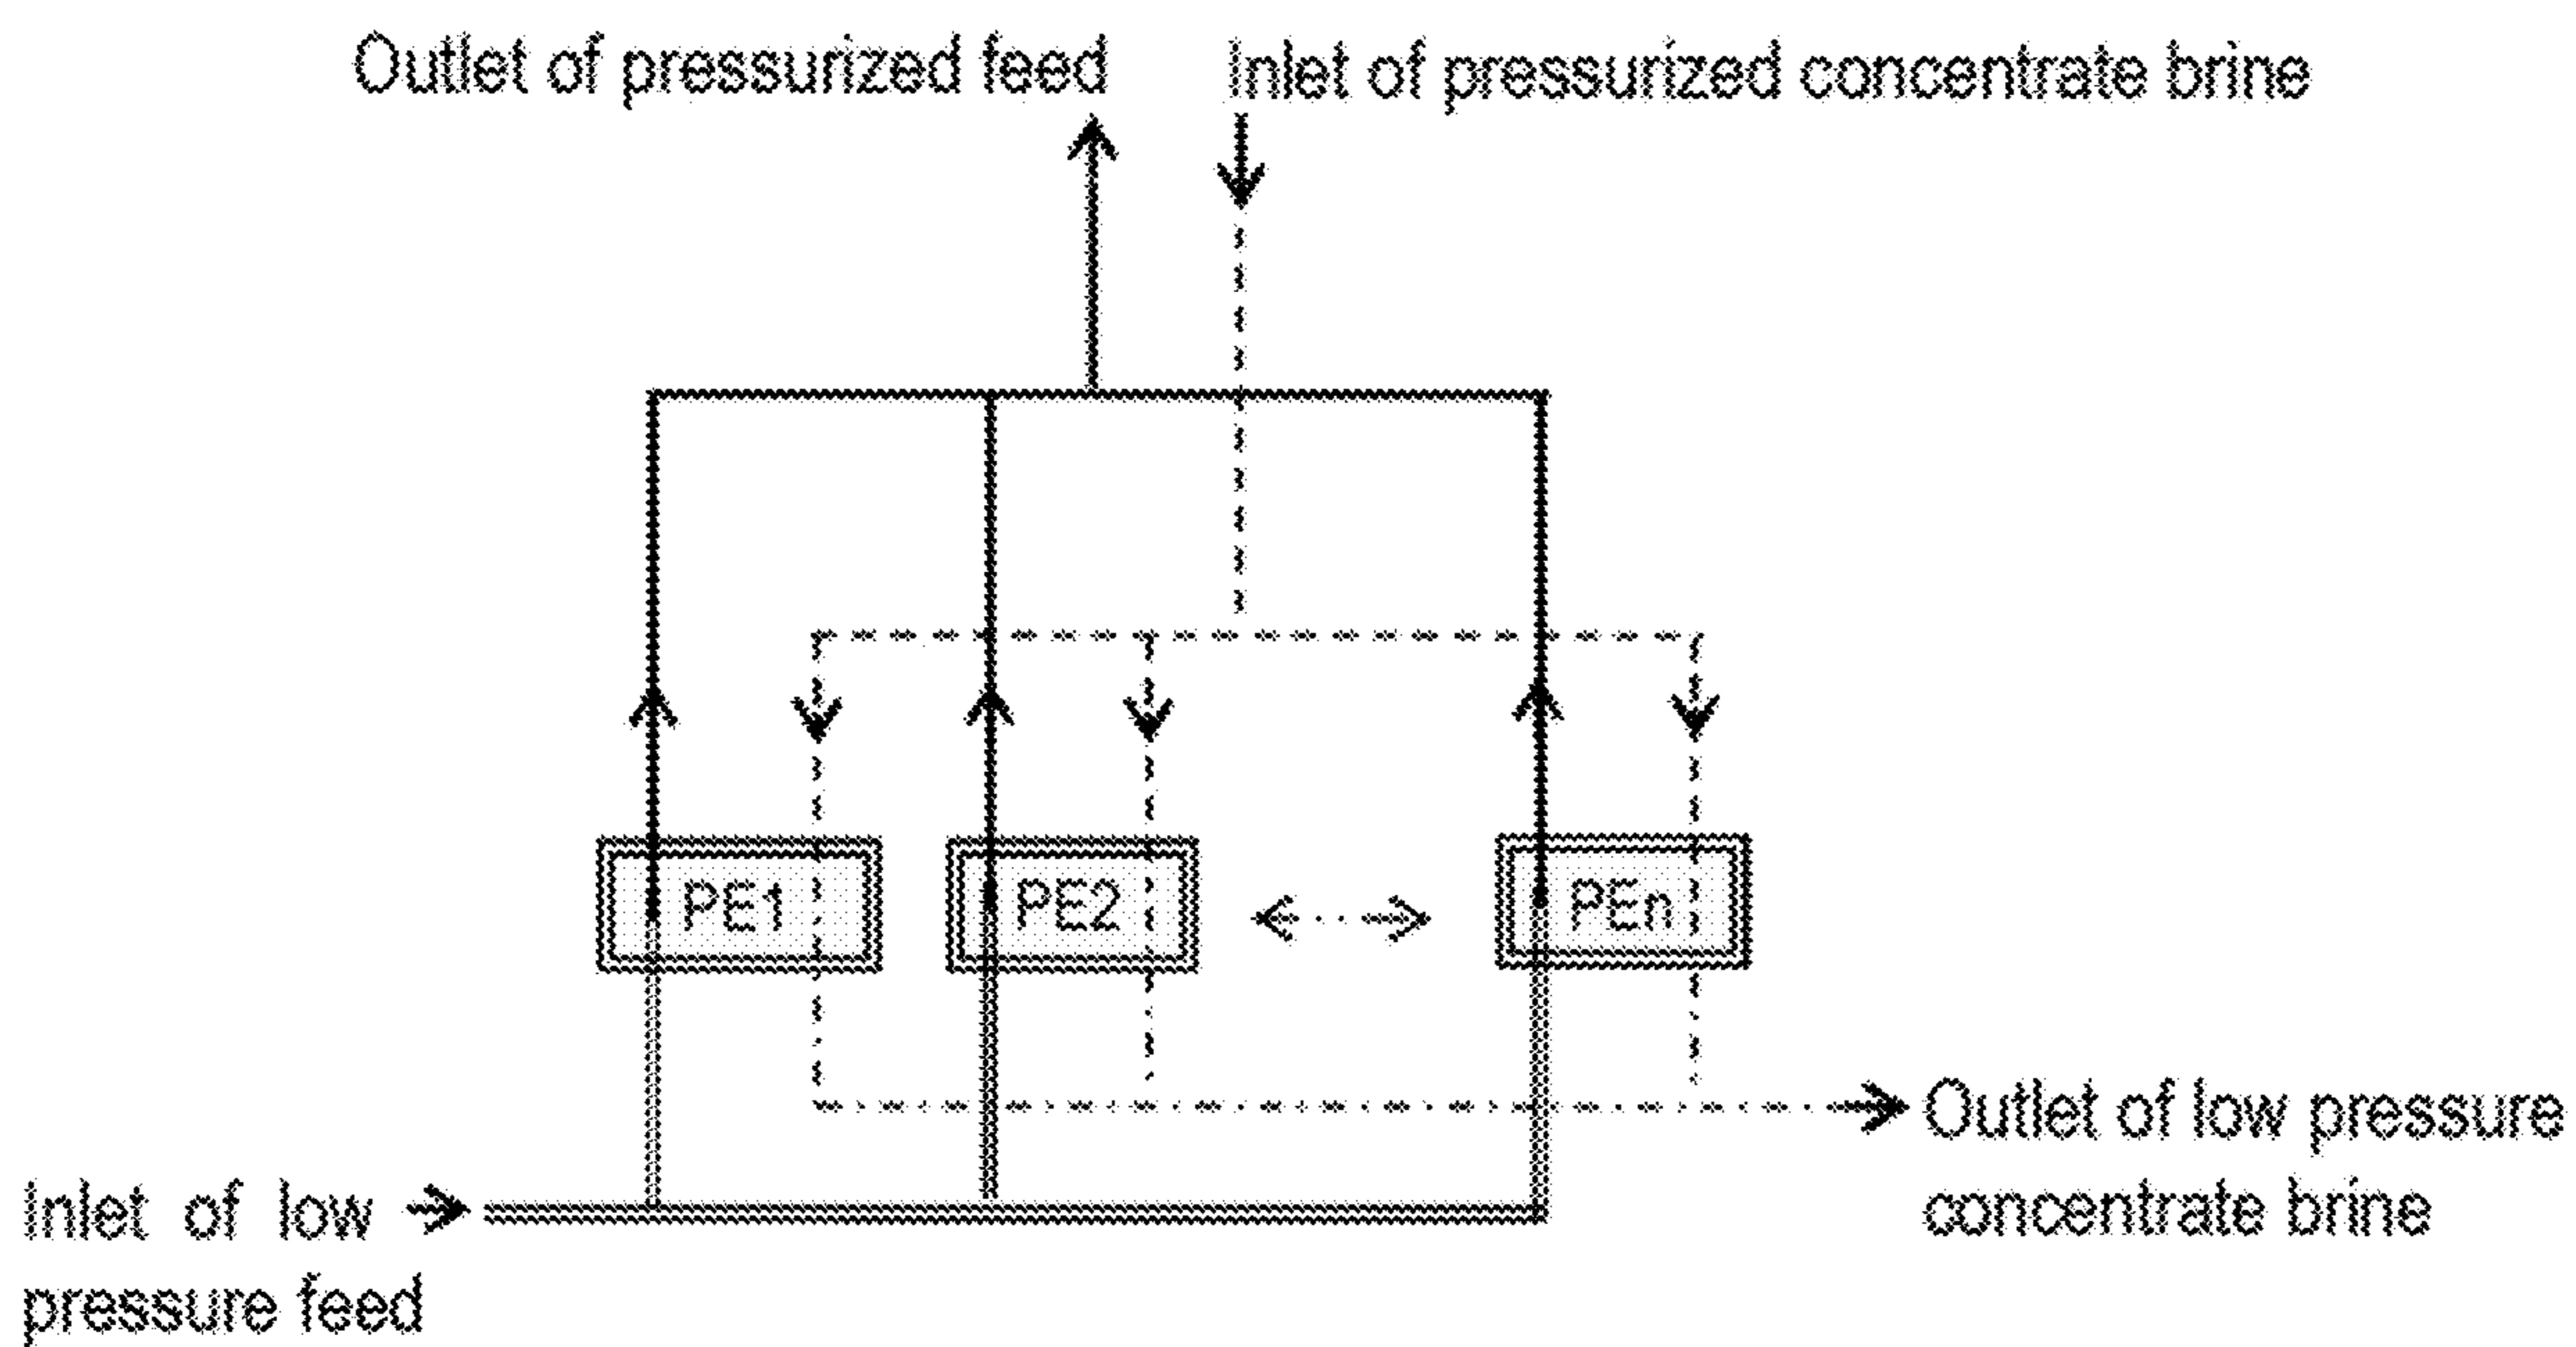 Outlet of pressurized feed
Inlet of pressurized concentrate brine
PE1
PE2
PEn
Outlet of low pressure
concentrate brine
Inlet of low
pressure feed